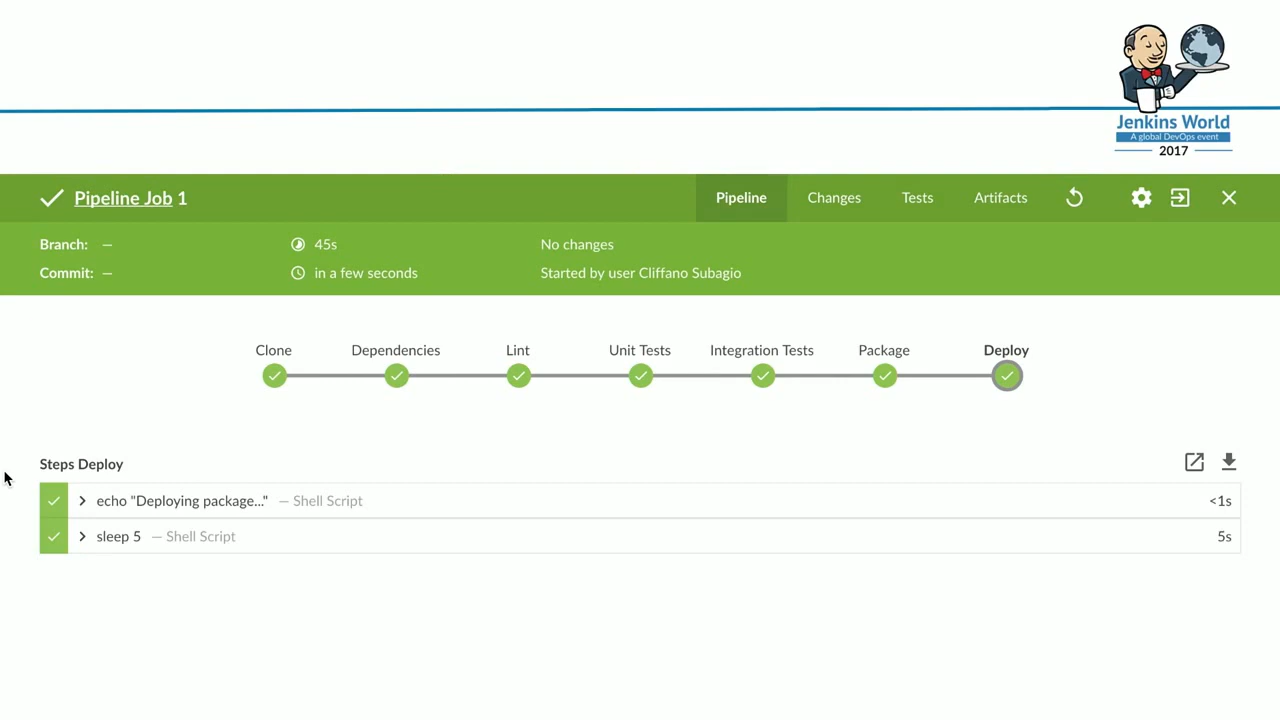 Jenkins World
A global DevOps event
2017
Pipeline Job 1
Pipeline
Changes
Tests
Artifacts
Branch: —
45s
No changes
Commit: —
in a few seconds
Started by user Cliffano Subagio
Clone
Dependencies
Lint
Unit Tests
Integration Tests
Package
Deploy
Steps Deploy
echo "Deploying package..." — Shell Script
<1s
sleep 5 — Shell Script
5s